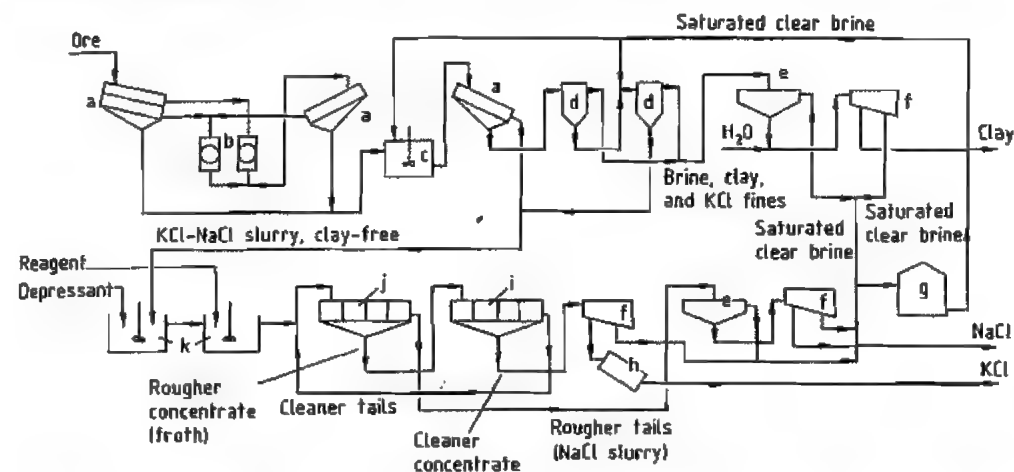 Saturated clear brine
Ore
a
a
a
b
c
d
d
e
f
H₂O
Clay
Brine, clay,
and KCl fines
KCl-NaCl slurry, clay-free
Saturated
clear brine
Saturated
clear brine
Reagent
Depressant
k
j
i
f
h
e
f
g
NaCl
KCl
Rougher
concentrate
(froth)
Cleaner tails
Cleaner
concentrate
Rougher tails
(NaCl slurry)